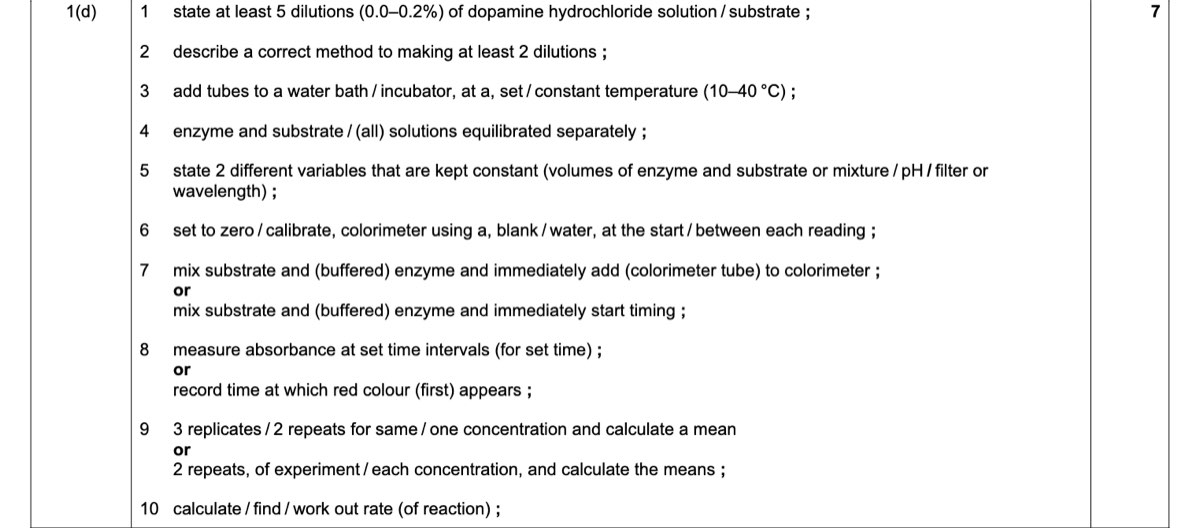 1(d) 1 state at least 5 dilutions (0.0–0.2%) of dopamine hydrochloride solution / substrate ; 7
2 describe a correct method to making at least 2 dilutions ;
3 add tubes to a water bath / incubator, at a, set / constant temperature (10–40 °C) ;
4 enzyme and substrate / (all) solutions equilibrated separately ;
5 state 2 different variables that are kept constant (volumes of enzyme and substrate or mixture / pH / filter or
wavelength) ;
6 set to zero / calibrate, colorimeter using a, blank / water, at the start / between each reading ;
7 mix substrate and (buffered) enzyme and immediately add (colorimeter tube) to colorimeter ;
or
mix substrate and (buffered) enzyme and immediately start timing ;
8 measure absorbance at set time intervals (for set time) ;
or
record time at which red colour (first) appears ;
9 3 replicates / 2 repeats for same / one concentration and calculate a mean
or
2 repeats, of experiment / each concentration, and calculate the means ;
10 calculate / find / work out rate (of reaction) ;